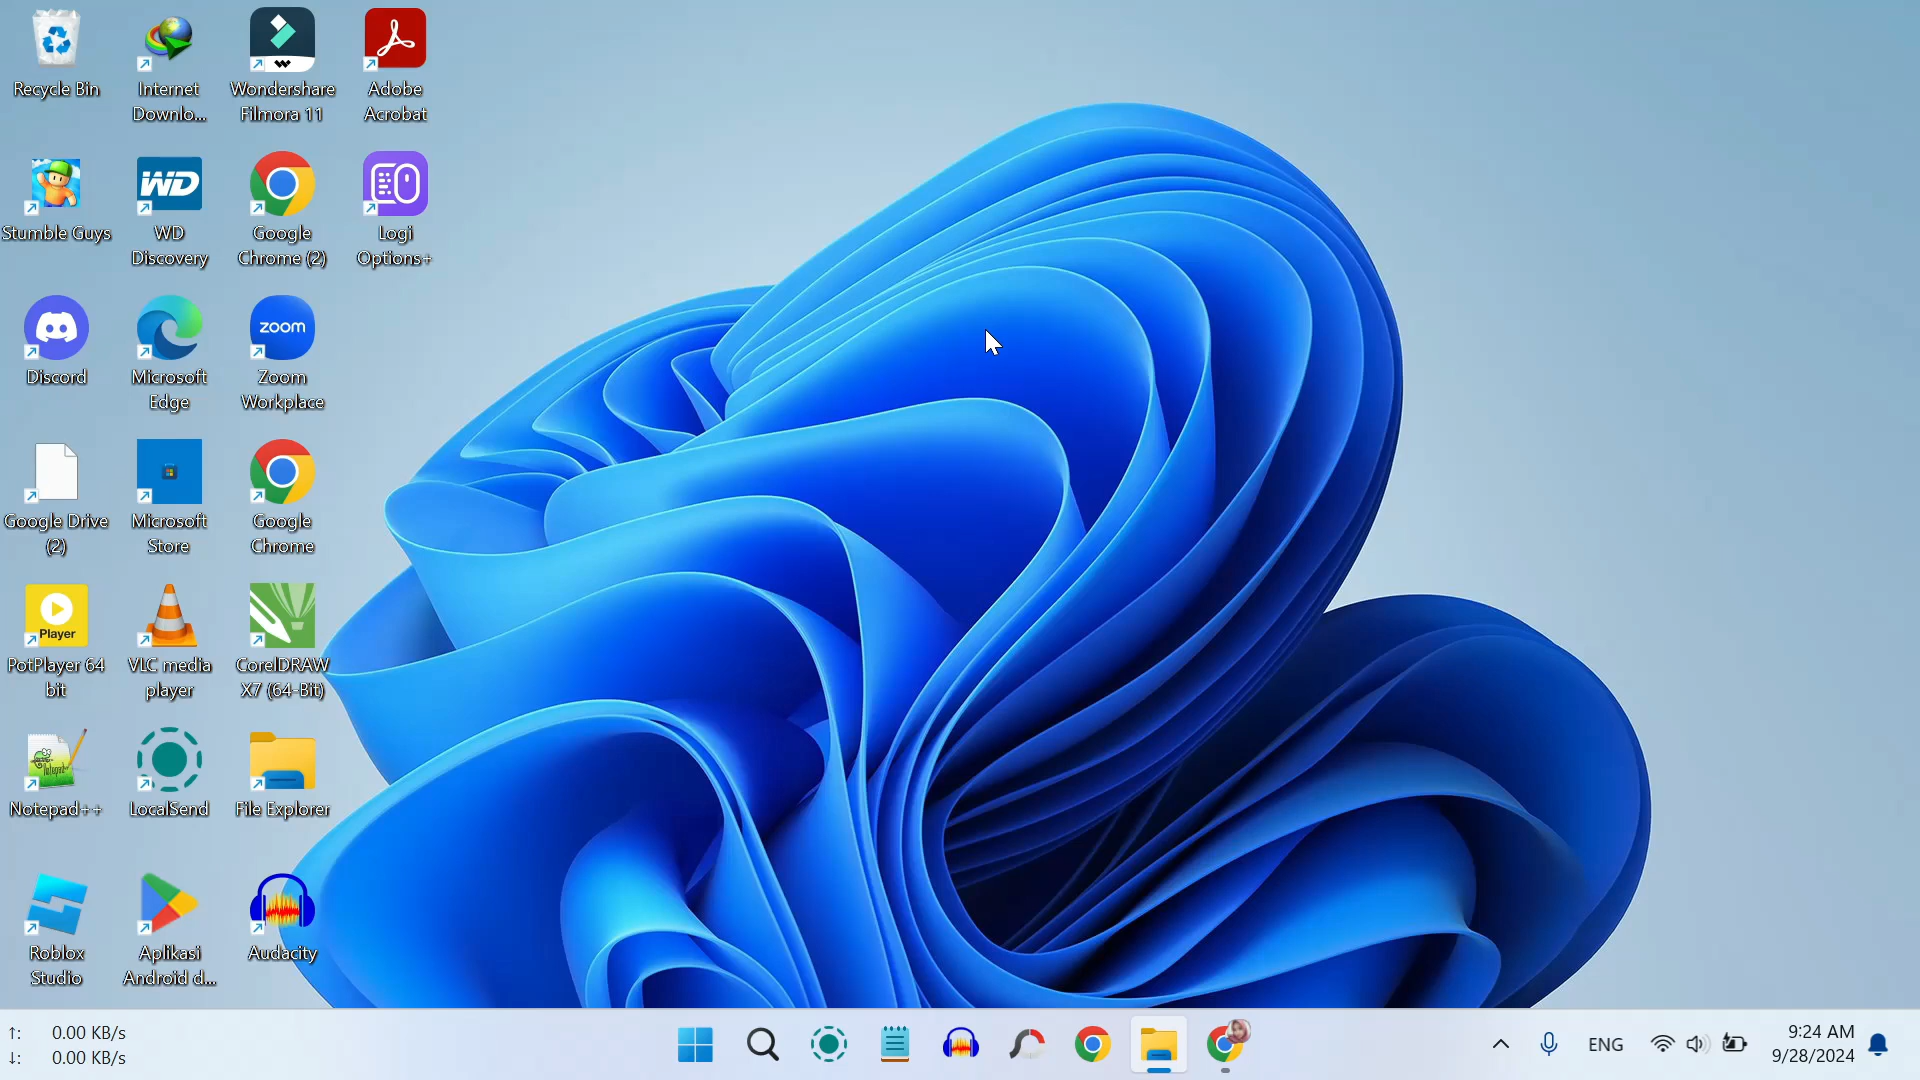 Recycle Bin
Internet
Downlo...
Wondershare
Filmora 11
Adobe
Acrobat
Stumble Guys
WD
WD
Discovery
Google
Chrome (2)
Logi
Options+
Discord
Microsoft
Edge
zoom
Zoom
Workplace
Google Drive
(2)
Microsoft
Store
Google
Chrome
Player
PotPlayer 64
bit
VLC media
player
CorelDRAW
X7 (64-Bit)
Notepad++
LocalSend
File Explorer
Roblox
Studio
Aplikasi
Android d...
Audacity
↑: 0.00 KB/s
↓: 0.00 KB/s
ENG
9:24 AM
9/28/2024